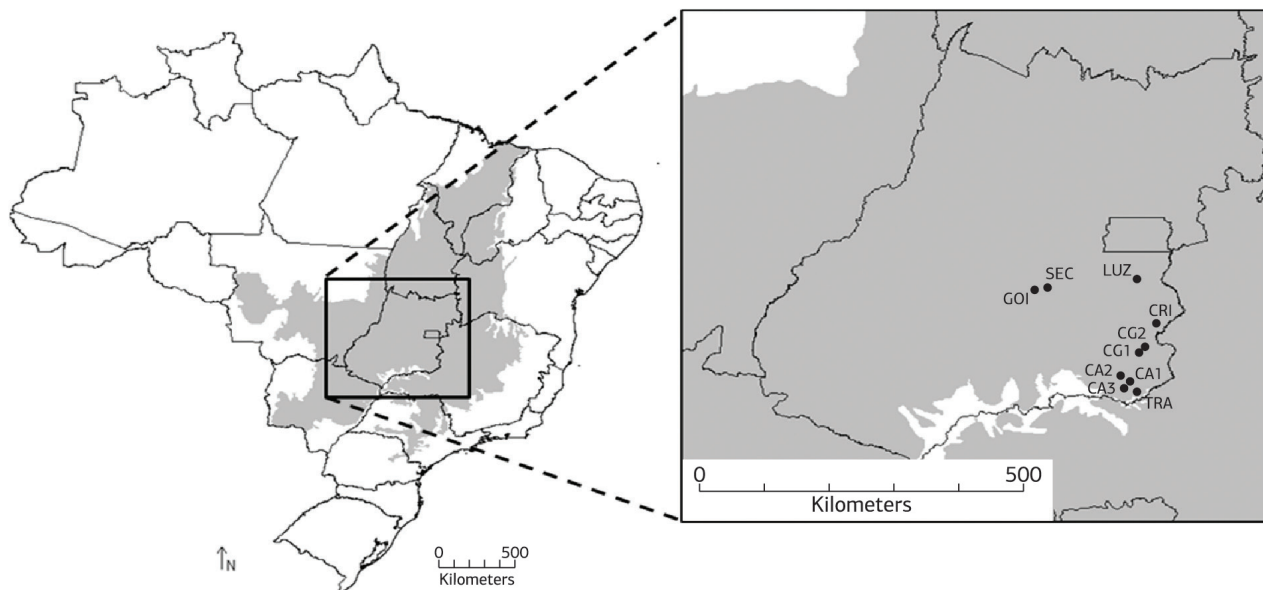 SEC
GOI
LUZ
CRI
CG2
CG1
CA2
CA1
CA3
TRA
0 500
Kilometers
N
0 500
Kilometers